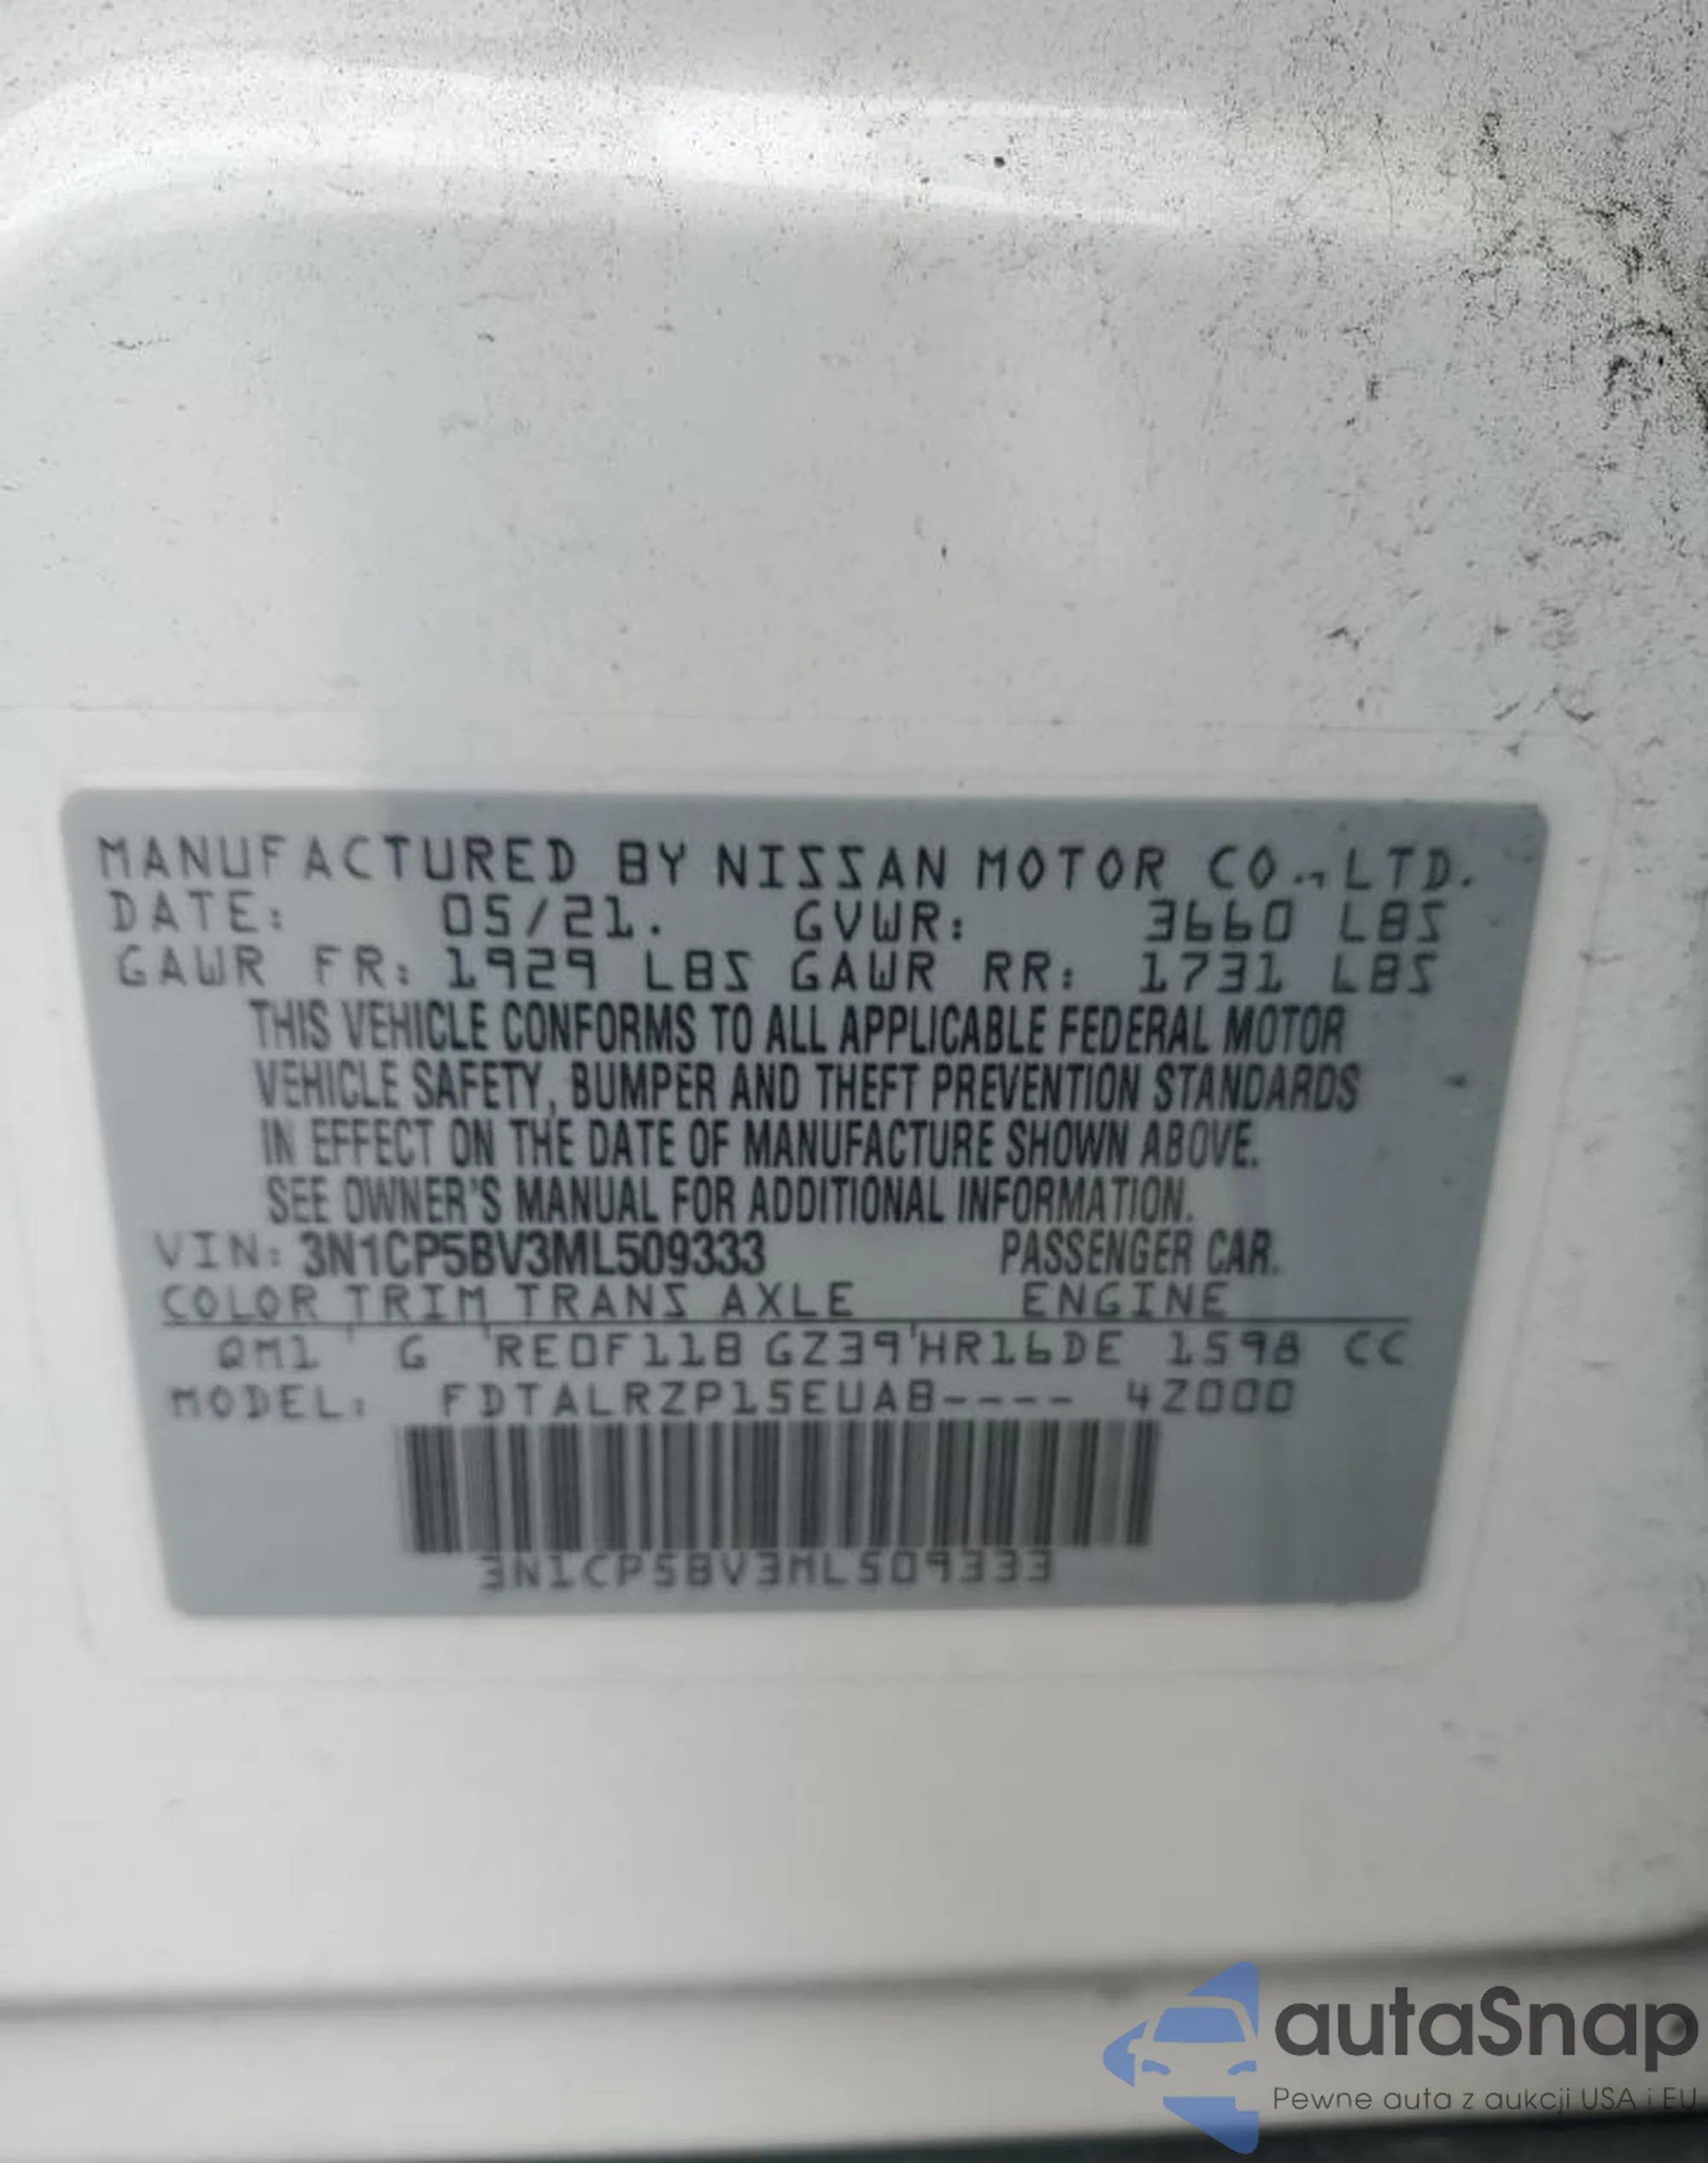 MANUFACTURED BY NISSAN MOTOR CO., LTD.
DATE: 05/21. GVWR: 3660 LBS
GAWR FR: 1929 LBS GAWR RR: 1731 LBS
THIS VEHICLE CONFORMS TO ALL APPLICABLE FEDERAL MOTOR
VEHICLE SAFETY, BUMPER AND THEFT PREVENTION STANDARDS
IN EFFECT ON THE DATE OF MANUFACTURE SHOWN ABOVE.
SEE OWNER'S MANUAL FOR ADDITIONAL INFORMATION.
VIN: 3N1CP5BV3ML509333 PASSENGER CAR.
COLOR TRIM TRANS AXLE ENGINE
QM1 G RE0F11B GZ39 HR16DE 1598 CC
MODEL: FDTALRZP15EUAB---- 4Z000
3N1CP5BV3ML509333
autaSnap
Pewne auta z aukcji USA i EU